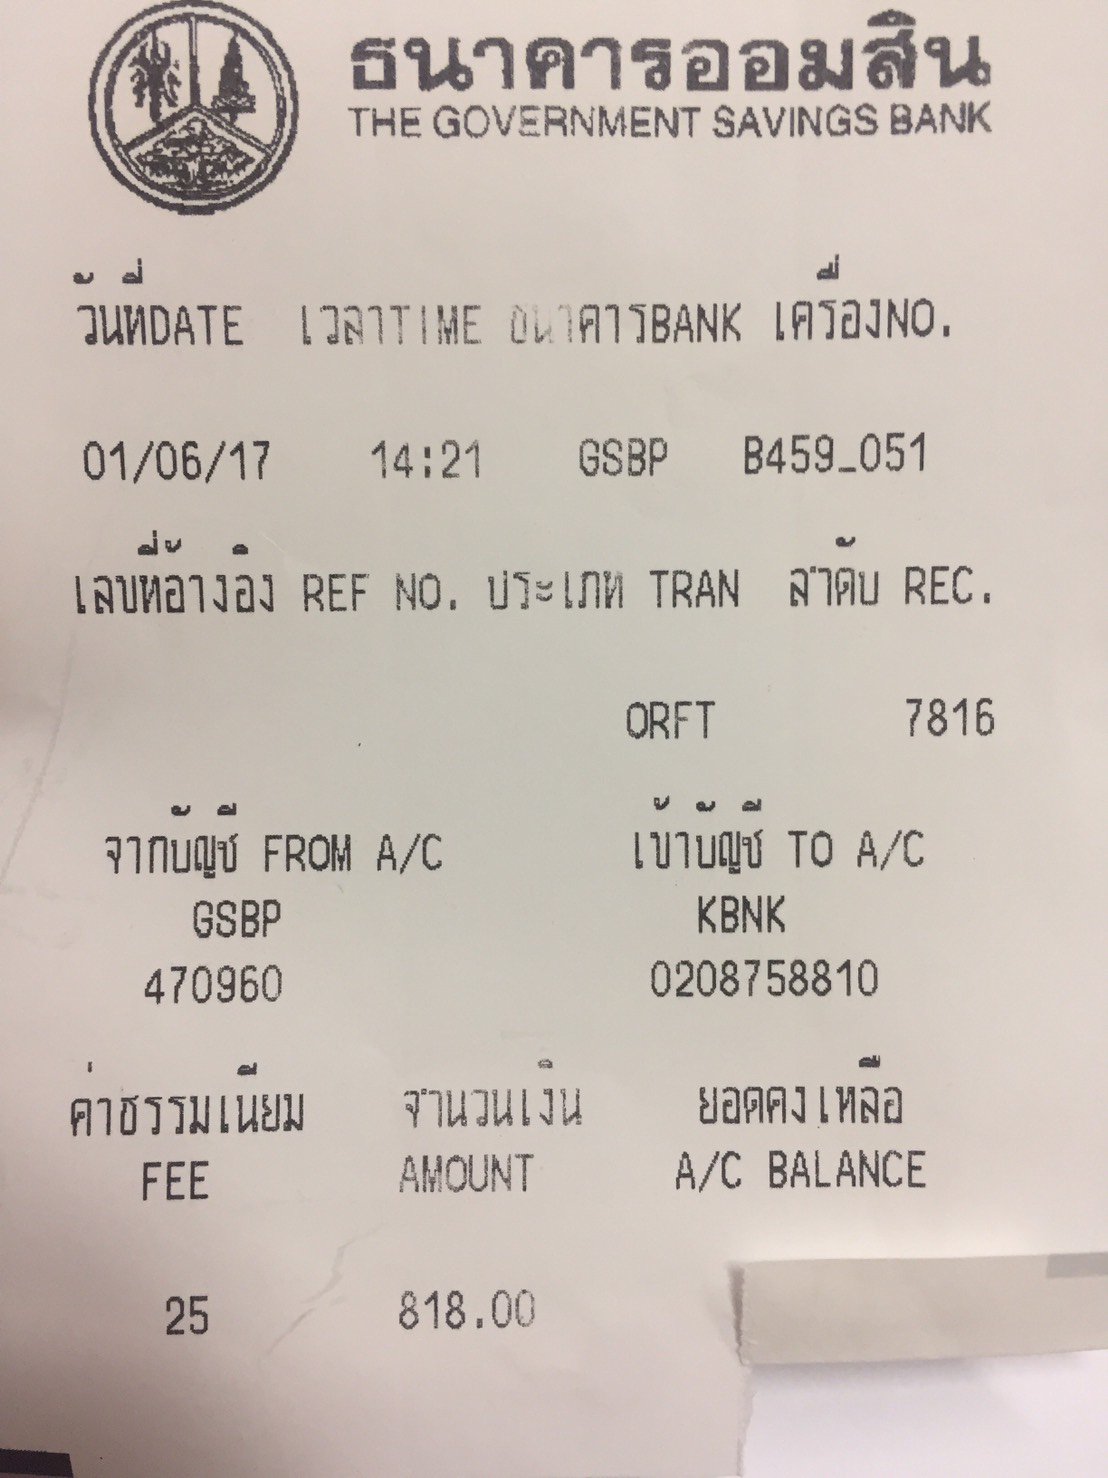 ธนาคารออมสิน
THE GOVERNMENT SAVINGS BANK
วันที่DATE เวลาTIME ธนาคารBANK เครื่องNO.
01/06/17 14:21 GSBP B459_051
เลขที่อ้างอิง REF NO. ประเภท TRAN ลำดับ REC.
ORFT 7816
จากบัญชี FROM A/C เข้าบัญชี TO A/C
GSBP KBNK
470960 0208758810
ค่าธรรมเนียม จำนวนเงิน ยอดคงเหลือ
FEE AMOUNT A/C BALANCE
25 818.00